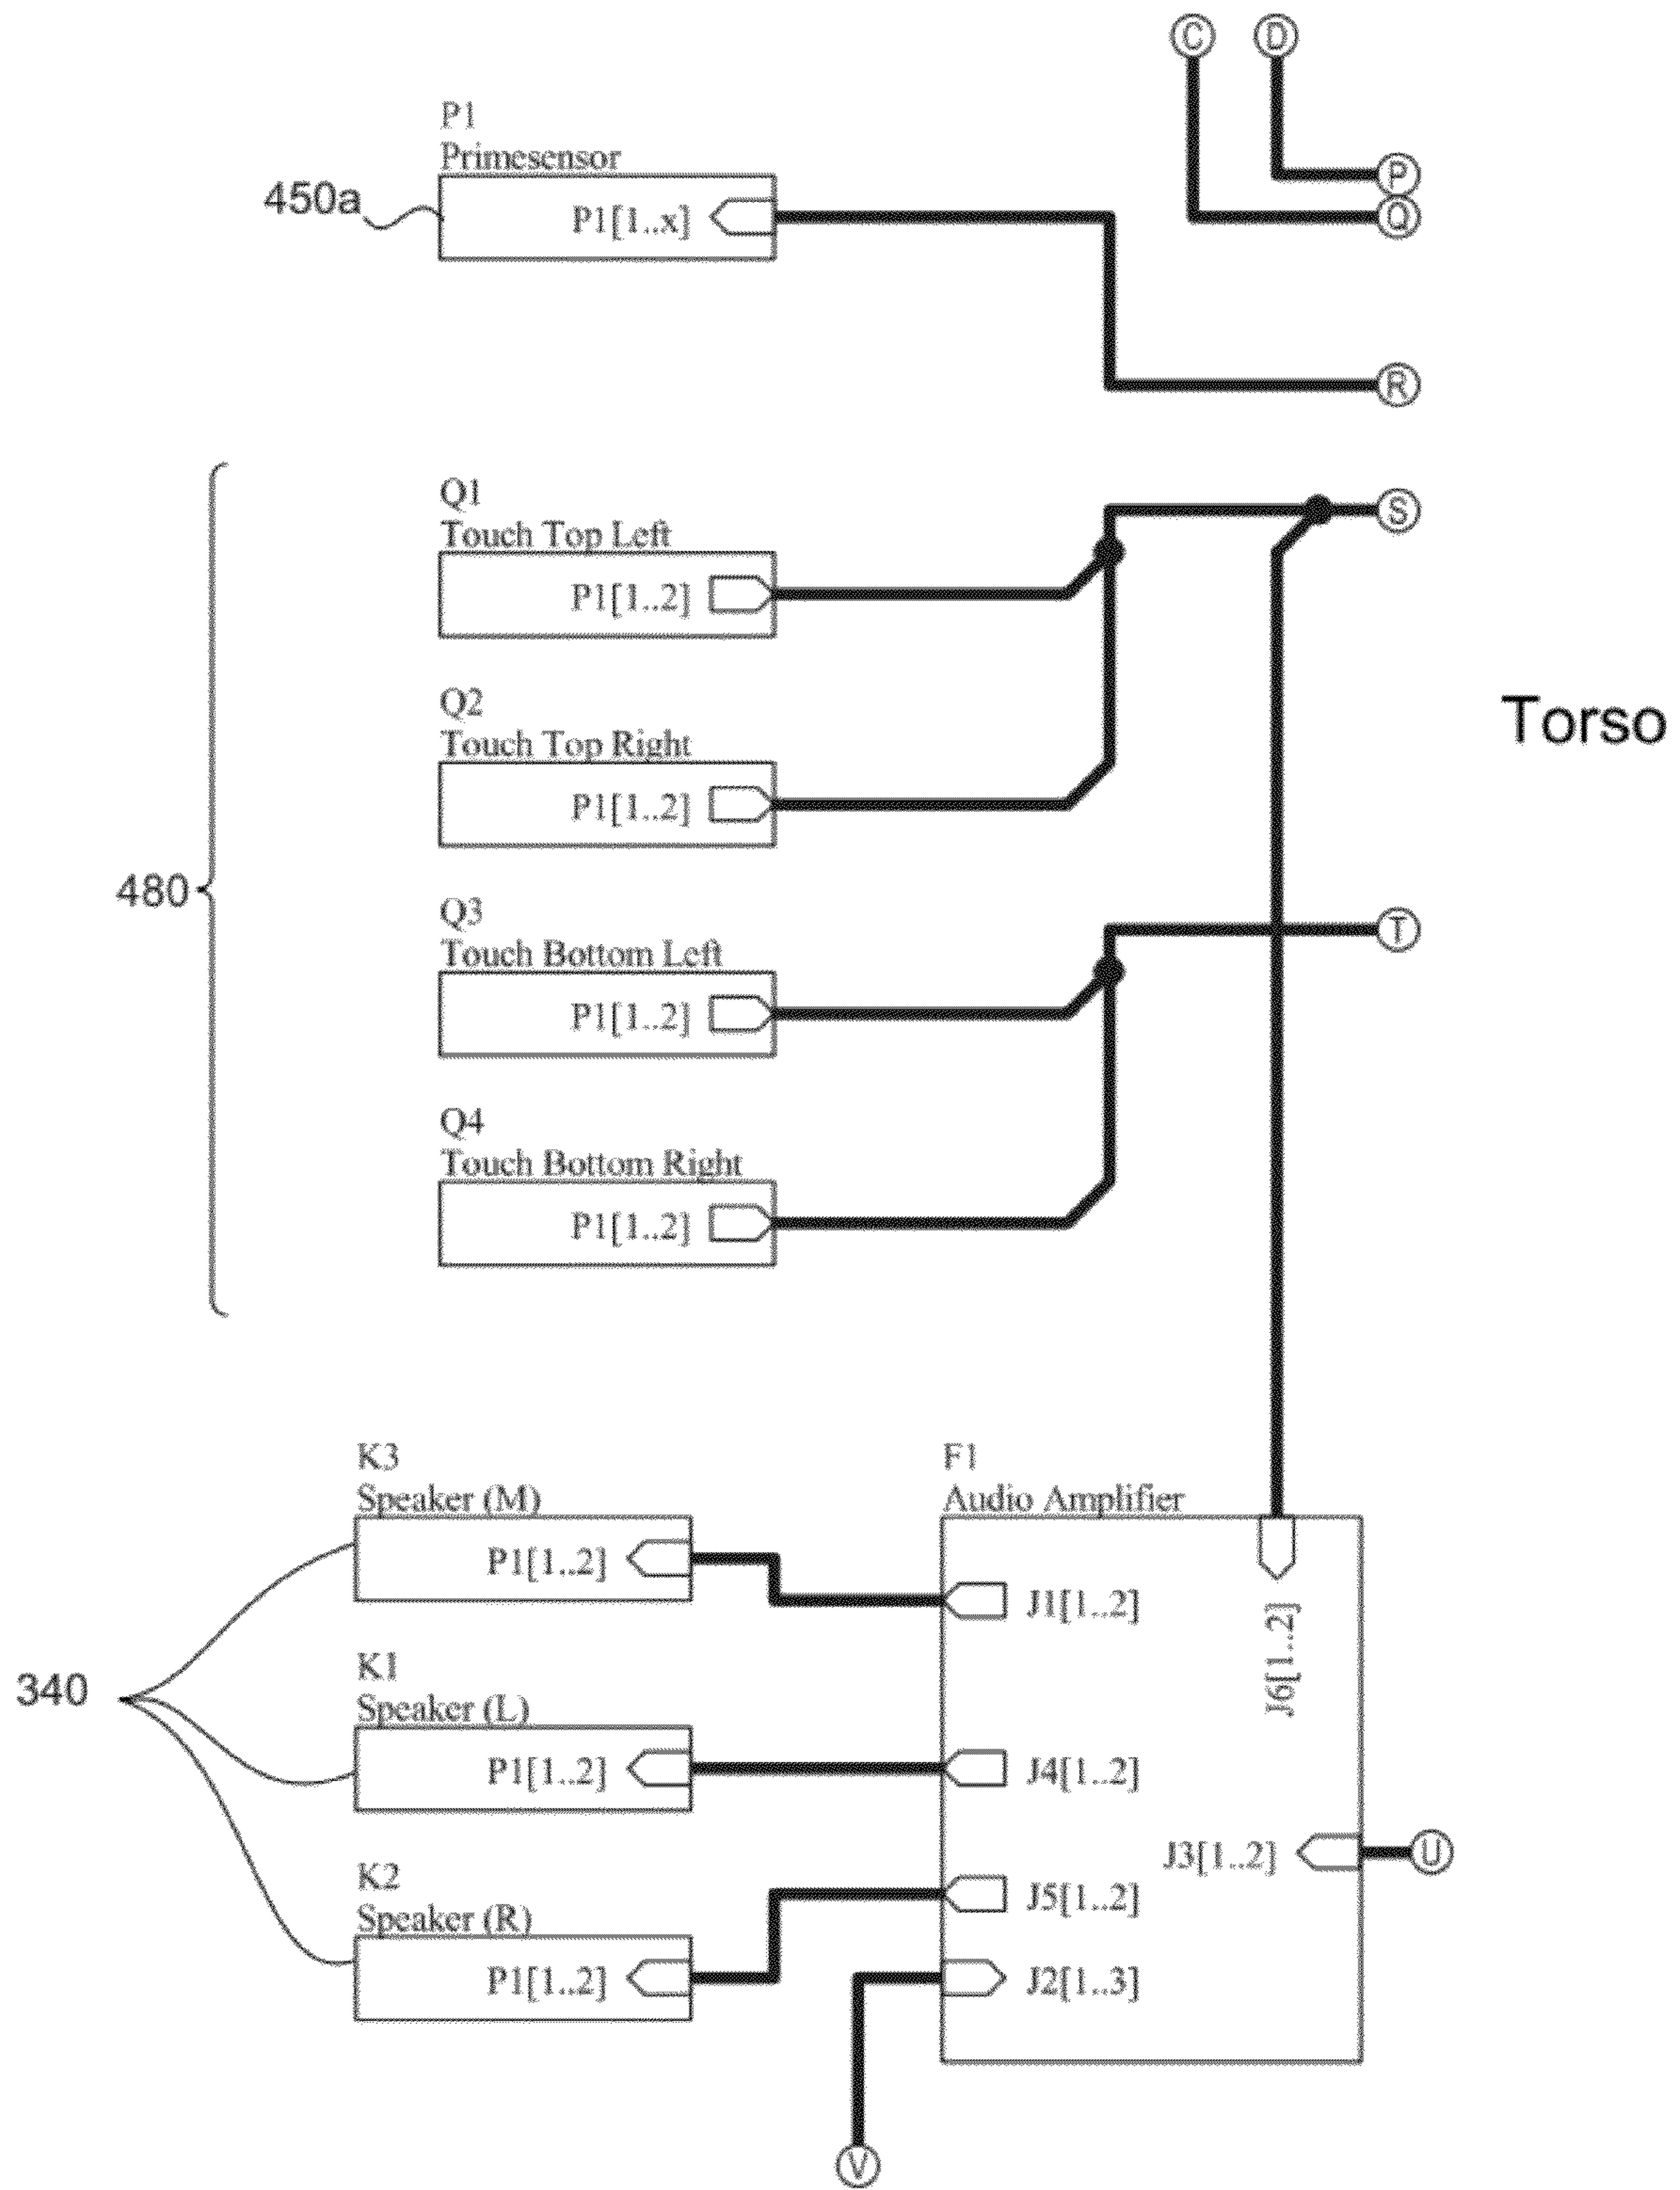 C D
P1
Primesensor
450a
P1[1..x]
P
Q
R
Q1
Touch Top Left
P1[1..2]
S
Q2
Touch Top Right
P1[1..2]
Torso
480
Q3
Touch Bottom Left
P1[1..2]
T
Q4
Touch Bottom Right
P1[1..2]
K3
Speaker (M)
P1[1..2]
F1
Audio Amplifier
J1[1..2]
J6[1..2]
340
K1
Speaker (L)
P1[1..2]
J4[1..2]
J3[1..2]
U
K2
Speaker (R)
P1[1..2]
J5[1..2]
J2[1..3]
V